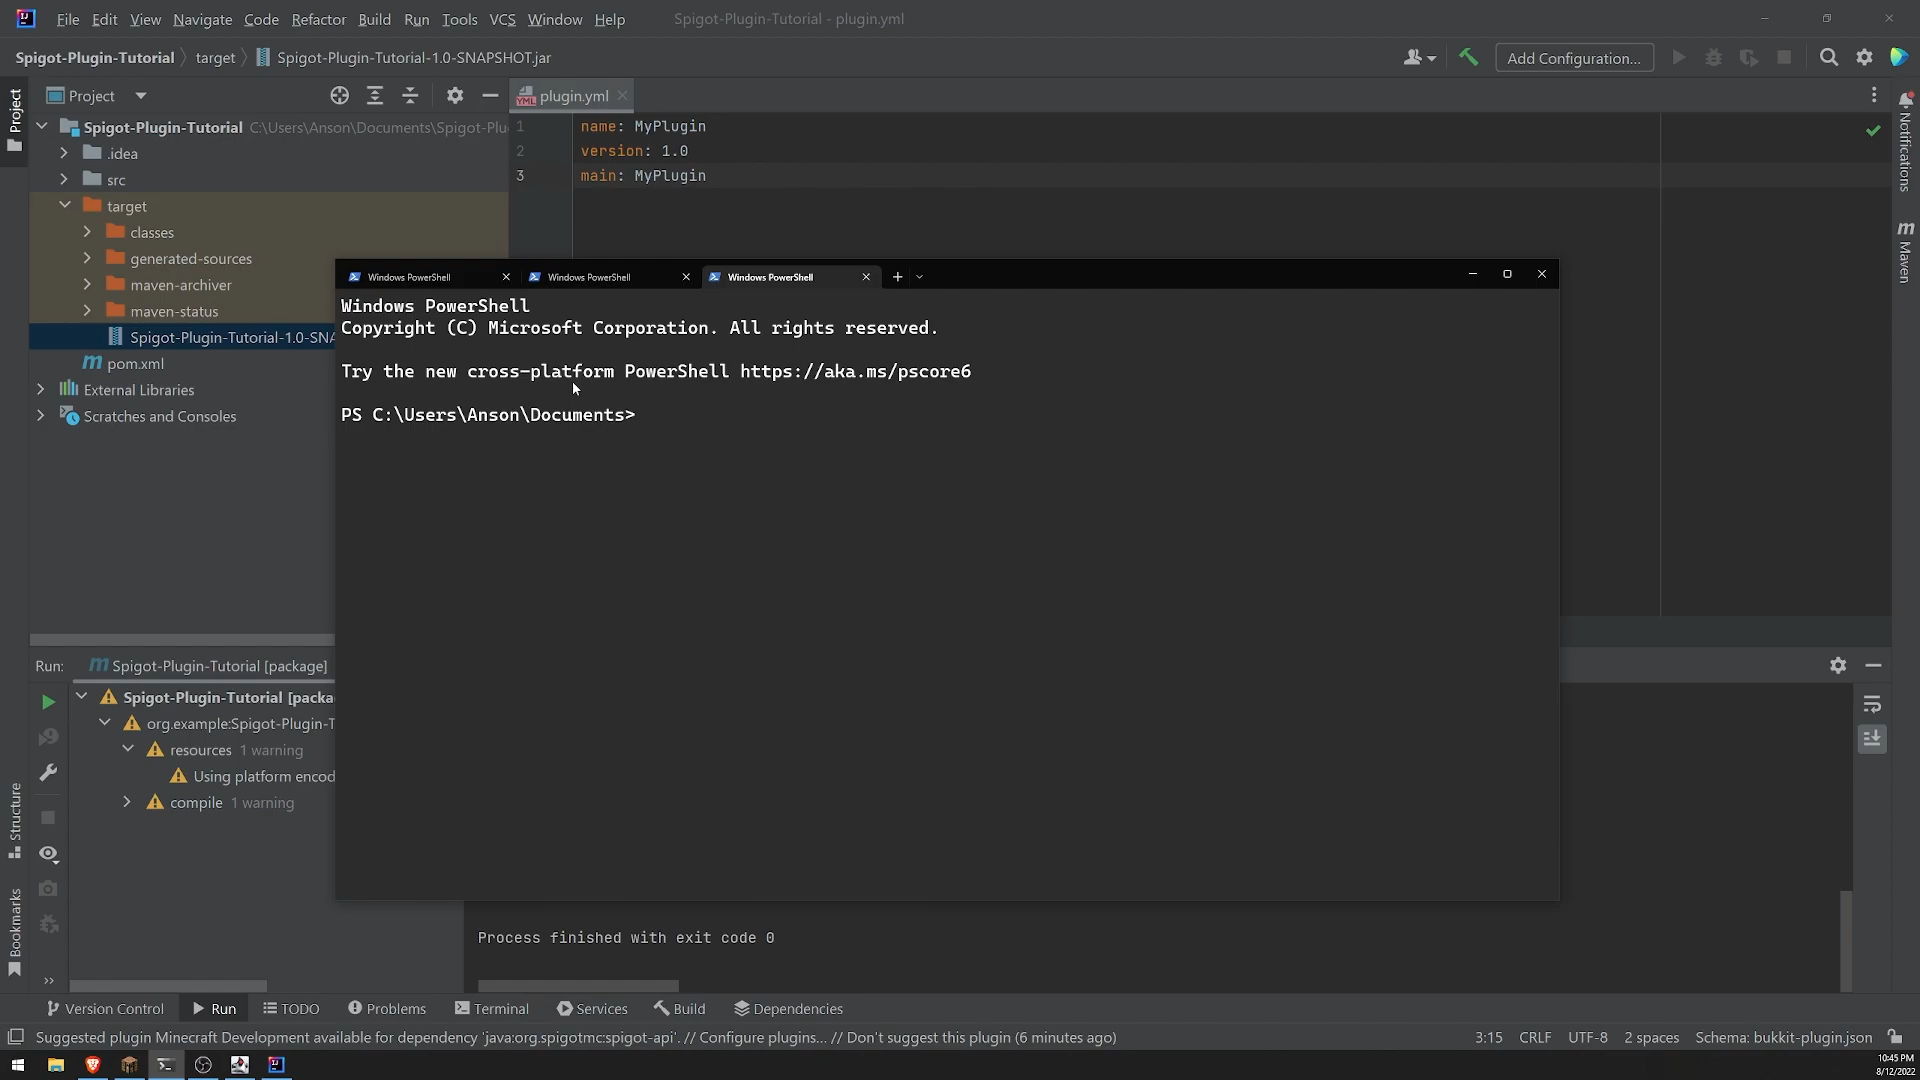 File Edit View Navigate Code Refactor Build Run Tools VCS Window Help Spigot-Plugin-Tutorial - plugin.yml
Spigot-Plugin-Tutorial target Spigot-Plugin-Tutorial-1.0-SNAPSHOT.jar Add Configuration...
Project
Project
plugin.yml
Spigot-Plugin-Tutorial C:\Users\Anson\Documents\Spigot-Plu
.idea
src
target
classes
generated-sources
maven-archiver
maven-status
Spigot-Plugin-Tutorial-1.0-SNA
pom.xml
External Libraries
Scratches and Consoles
1 name: MyPlugin
2 version: 1.0
3 main: MyPlugin
Notifications
Maven
Windows PowerShell Windows PowerShell Windows PowerShell
Windows PowerShell
Copyright (C) Microsoft Corporation. All rights reserved.
Try the new cross-platform PowerShell https://aka.ms/pscore6
PS C:\Users\Anson\Documents>
Run: Spigot-Plugin-Tutorial [package]
Spigot-Plugin-Tutorial [packa
org.example:Spigot-Plugin-T
resources 1 warning
Using platform encod
compile 1 warning
Structure
Bookmarks
Process finished with exit code 0
Version Control Run TODO Problems Terminal Services Build Dependencies
Suggested plugin Minecraft Development available for dependency 'java:org.spigotmc:spigot-api'. // Configure plugins... // Don't suggest this plugin (6 minutes ago) 3:15 CRLF UTF-8 2 spaces Schema: bukkit-plugin.json
10:45 PM
8/12/2022